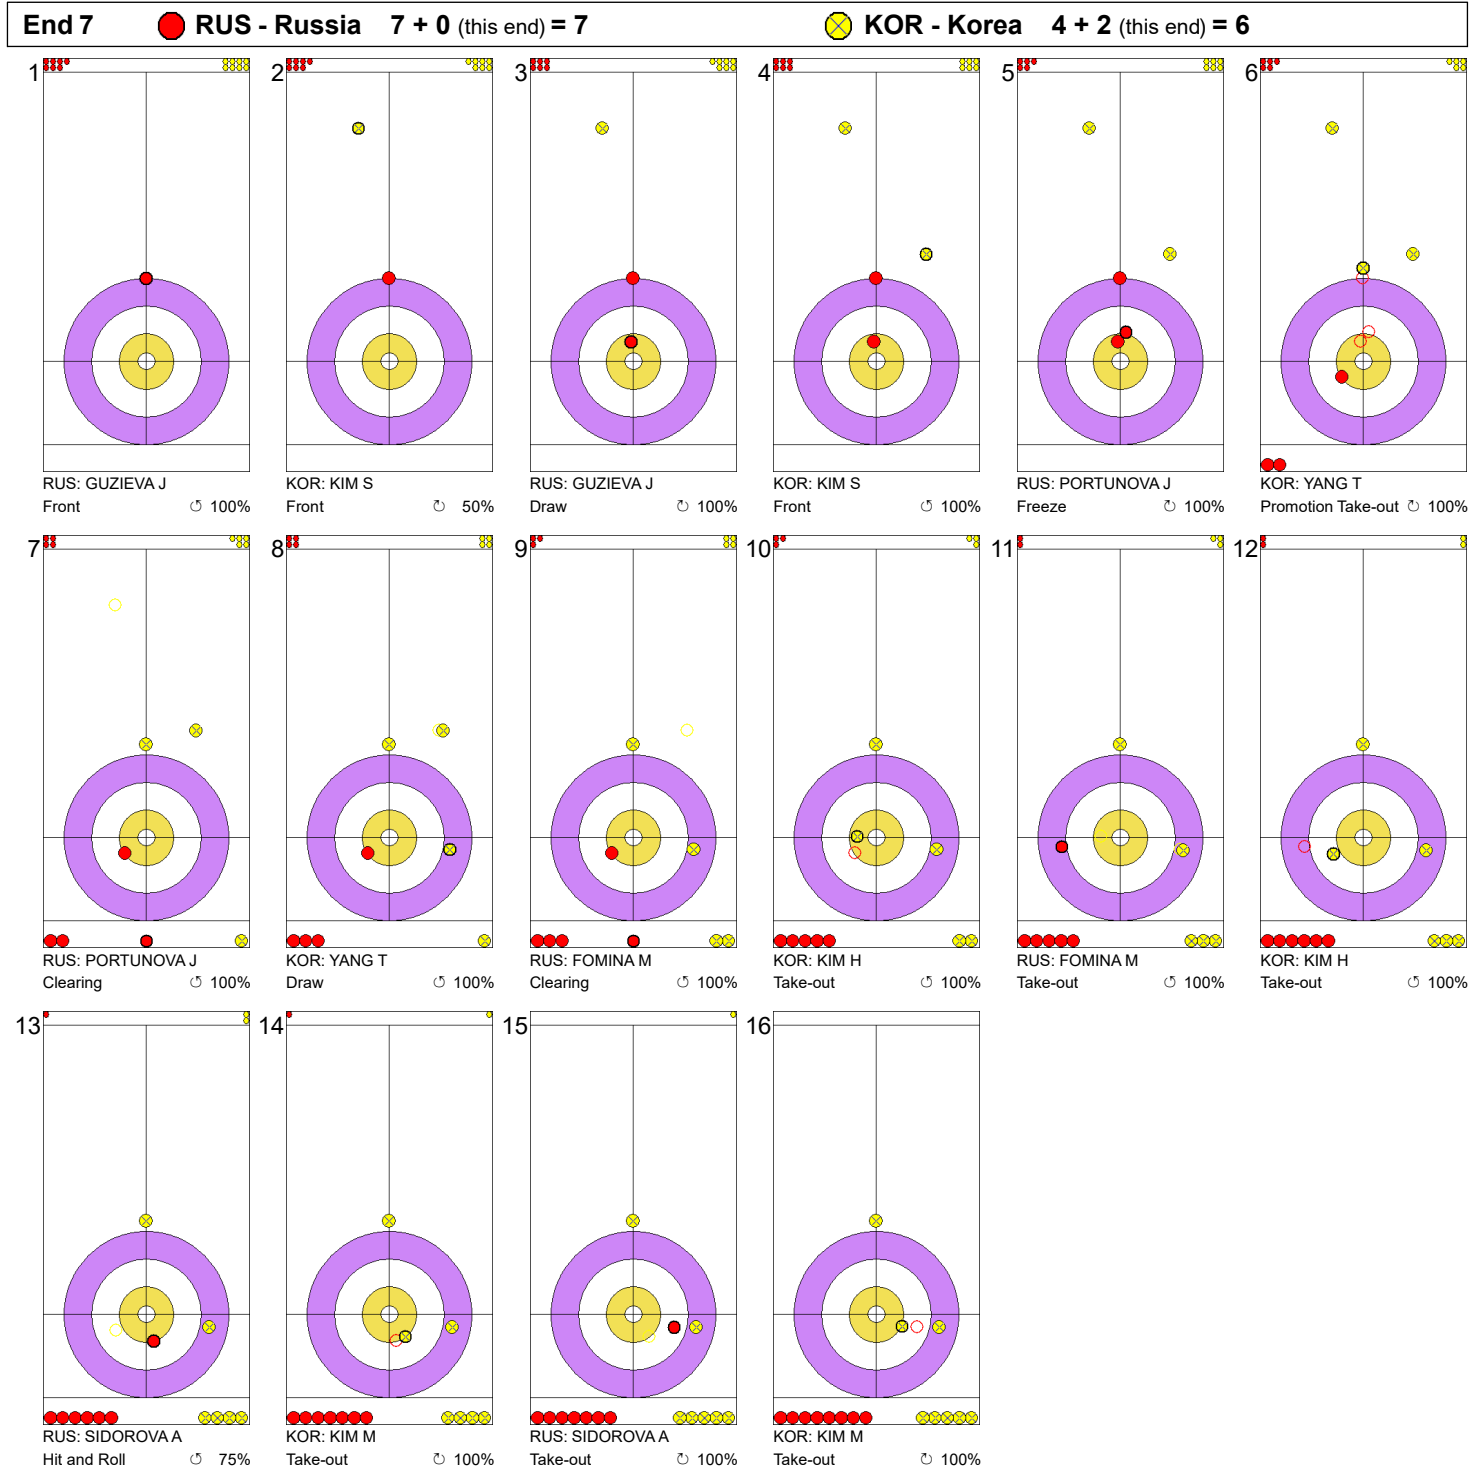 End 7 RUS - Russia 7 + 0 (this end) = 7 KOR - Korea 4 + 2 (this end) = 6
1 2 3 4 5 6
RUS: GUZIEVA J KOR: KIM S RUS: GUZIEVA J KOR: KIM S RUS: PORTUNOVA J KOR: YANG T
Front ↺ 100% Front ↻ 50% Draw ↻ 100% Front ↺ 100% Freeze ↻ 100% Promotion Take-out ↻ 100%
7 8 9 10 11 12
RUS: PORTUNOVA J KOR: YANG T RUS: FOMINA M KOR: KIM H RUS: FOMINA M KOR: KIM H
Clearing ↺ 100% Draw ↺ 100% Clearing ↺ 100% Take-out ↺ 100% Take-out ↺ 100% Take-out ↺ 100%
13 14 15 16
RUS: SIDOROVA A KOR: KIM M RUS: SIDOROVA A KOR: KIM M
Hit and Roll ↺ 75% Take-out ↻ 100% Take-out ↻ 100% Take-out ↻ 100%